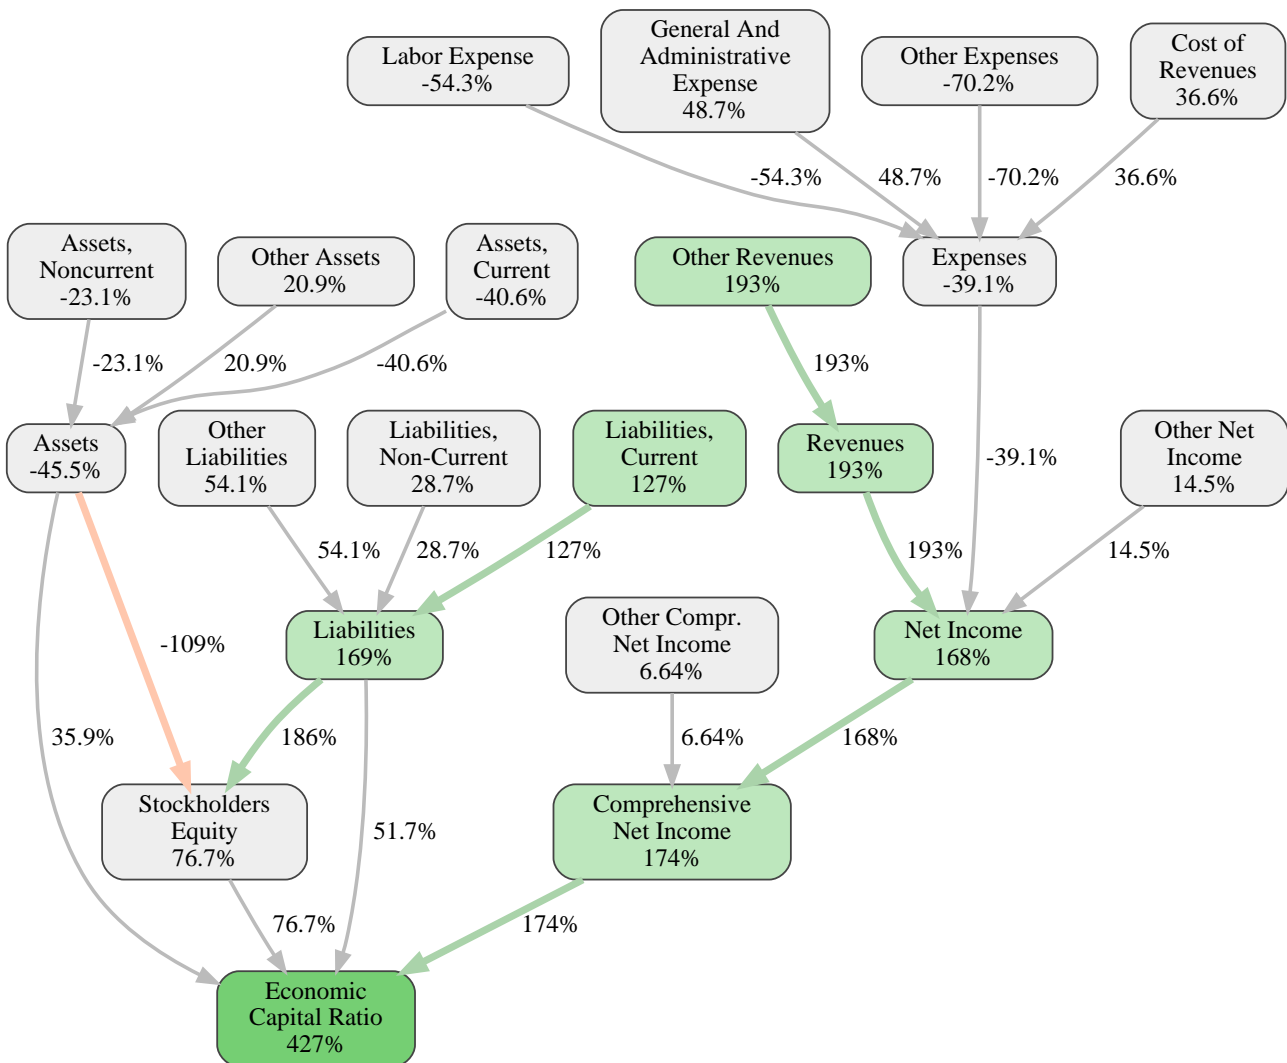 Labor Expense
-54.3%
General And
Administrative
Expense
48.7%
Other Expenses
-70.2%
Cost of
Revenues
36.6%
-54.3%
48.7%
-70.2%
36.6%
Assets,
Noncurrent
-23.1%
Other Assets
20.9%
Assets,
Current
-40.6%
Other Revenues
193%
Expenses
-39.1%
-23.1%
20.9%
-40.6%
193%
Assets
-45.5%
Other
Liabilities
54.1%
Liabilities,
Non-Current
28.7%
Liabilities,
Current
127%
Revenues
193%
-39.1%
Other Net
Income
14.5%
54.1%
28.7%
127%
193%
14.5%
-109%
Liabilities
169%
Other Compr.
Net Income
6.64%
Net Income
168%
35.9%
186%
6.64%
168%
Stockholders
Equity
76.7%
51.7%
Comprehensive
Net Income
174%
76.7%
174%
Economic
Capital Ratio
427%